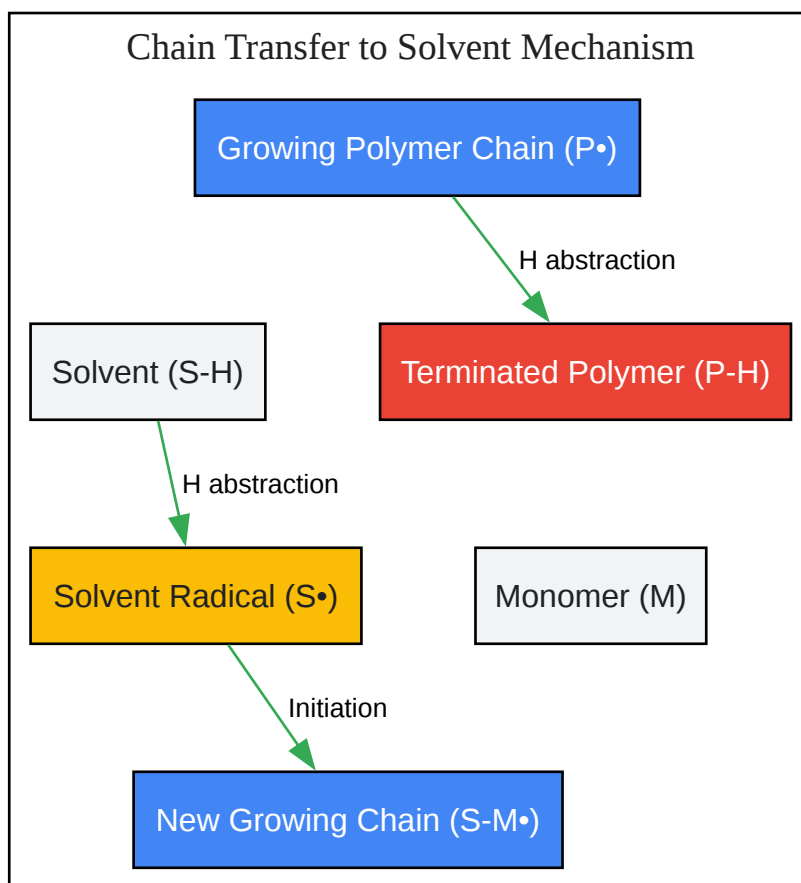 Chain Transfer to Solvent Mechanism
Growing Polymer Chain (P•)
H abstraction
Solvent (S-H)
Terminated Polymer (P-H)
H abstraction
Solvent Radical (S•)
Monomer (M)
Initiation
New Growing Chain (S-M•)